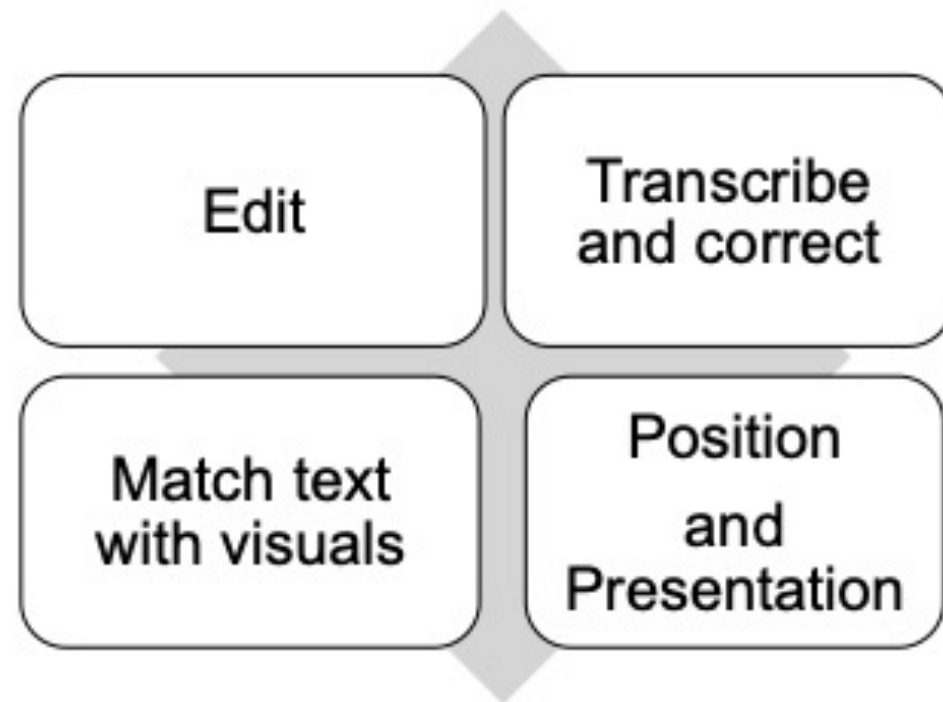 Edit
Transcribe
and correct
Match text
with visuals
Position
and
Presentation